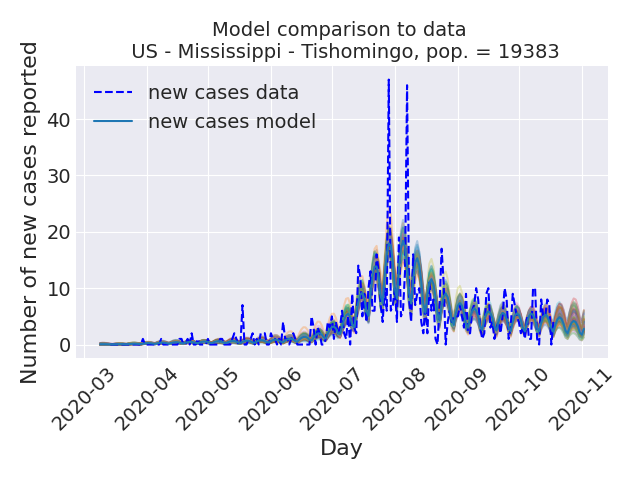 Model comparison to data
US - Mississippi - Tishomingo, pop. = 19383
Number of new cases reported
new cases data
new cases model
40
30
20
10
0
2020-03
2020-04
2020-05
2020-06
2020-07
2020-08
2020-09
2020-10
2020-11
Day